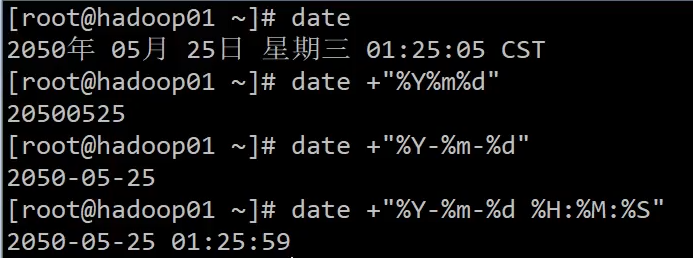 [root@hadoop01 ~]# date
2050年 05月 25日 星期三 01:25:05 CST
[root@hadoop01 ~]# date +"%Y%m%d"
20500525
[root@hadoop01 ~]# date +"%Y-%m-%d"
2050-05-25
[root@hadoop01 ~]# date +"%Y-%m-%d %H:%M:%S"
2050-05-25 01:25:59